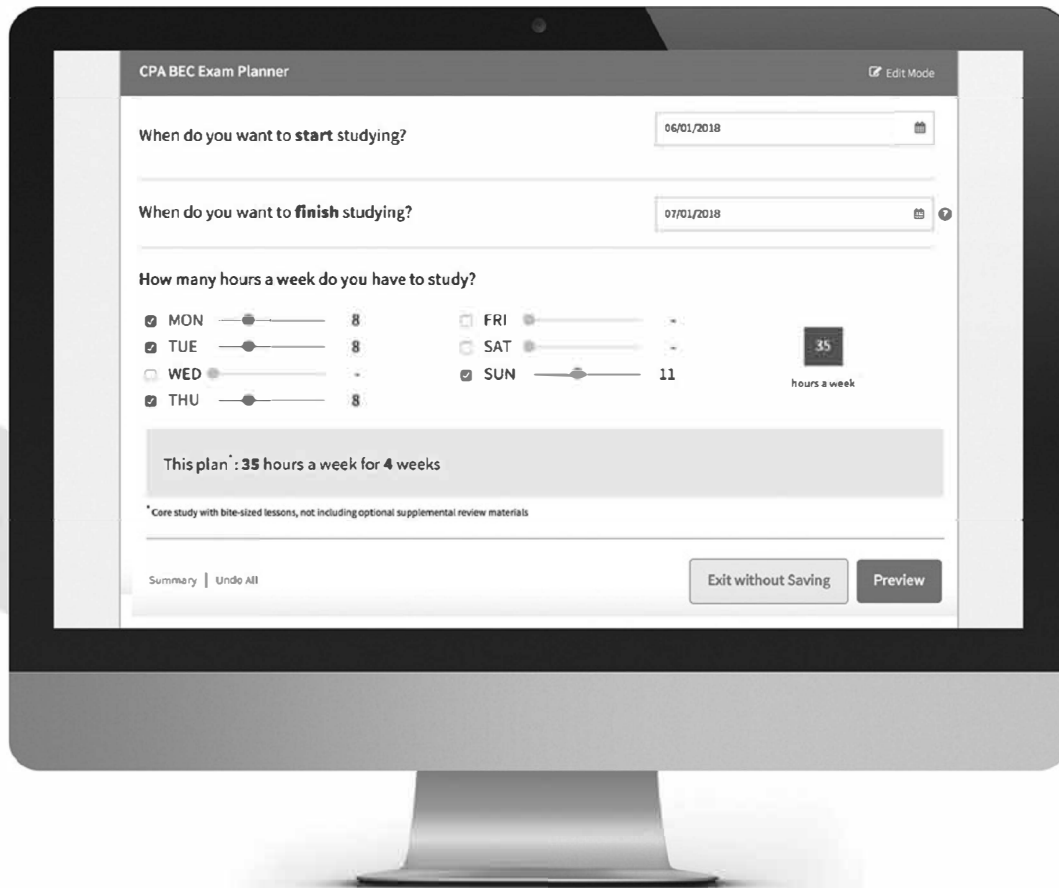 CPA BEC Exam Planner
Edit Mode
When do you want to start studying?
06/01/2018
When do you want to finish studying?
07/01/2018
?
How many hours a week do you have to study?
MON 8
TUE 8
WED -
THU 8
FRI -
SAT -
SUN 11
35
hours a week
This plan*: 35 hours a week for 4 weeks
*Core study with bite-sized lessons, not including optional supplemental review materials
Summary | Undo All
Exit without Saving
Preview